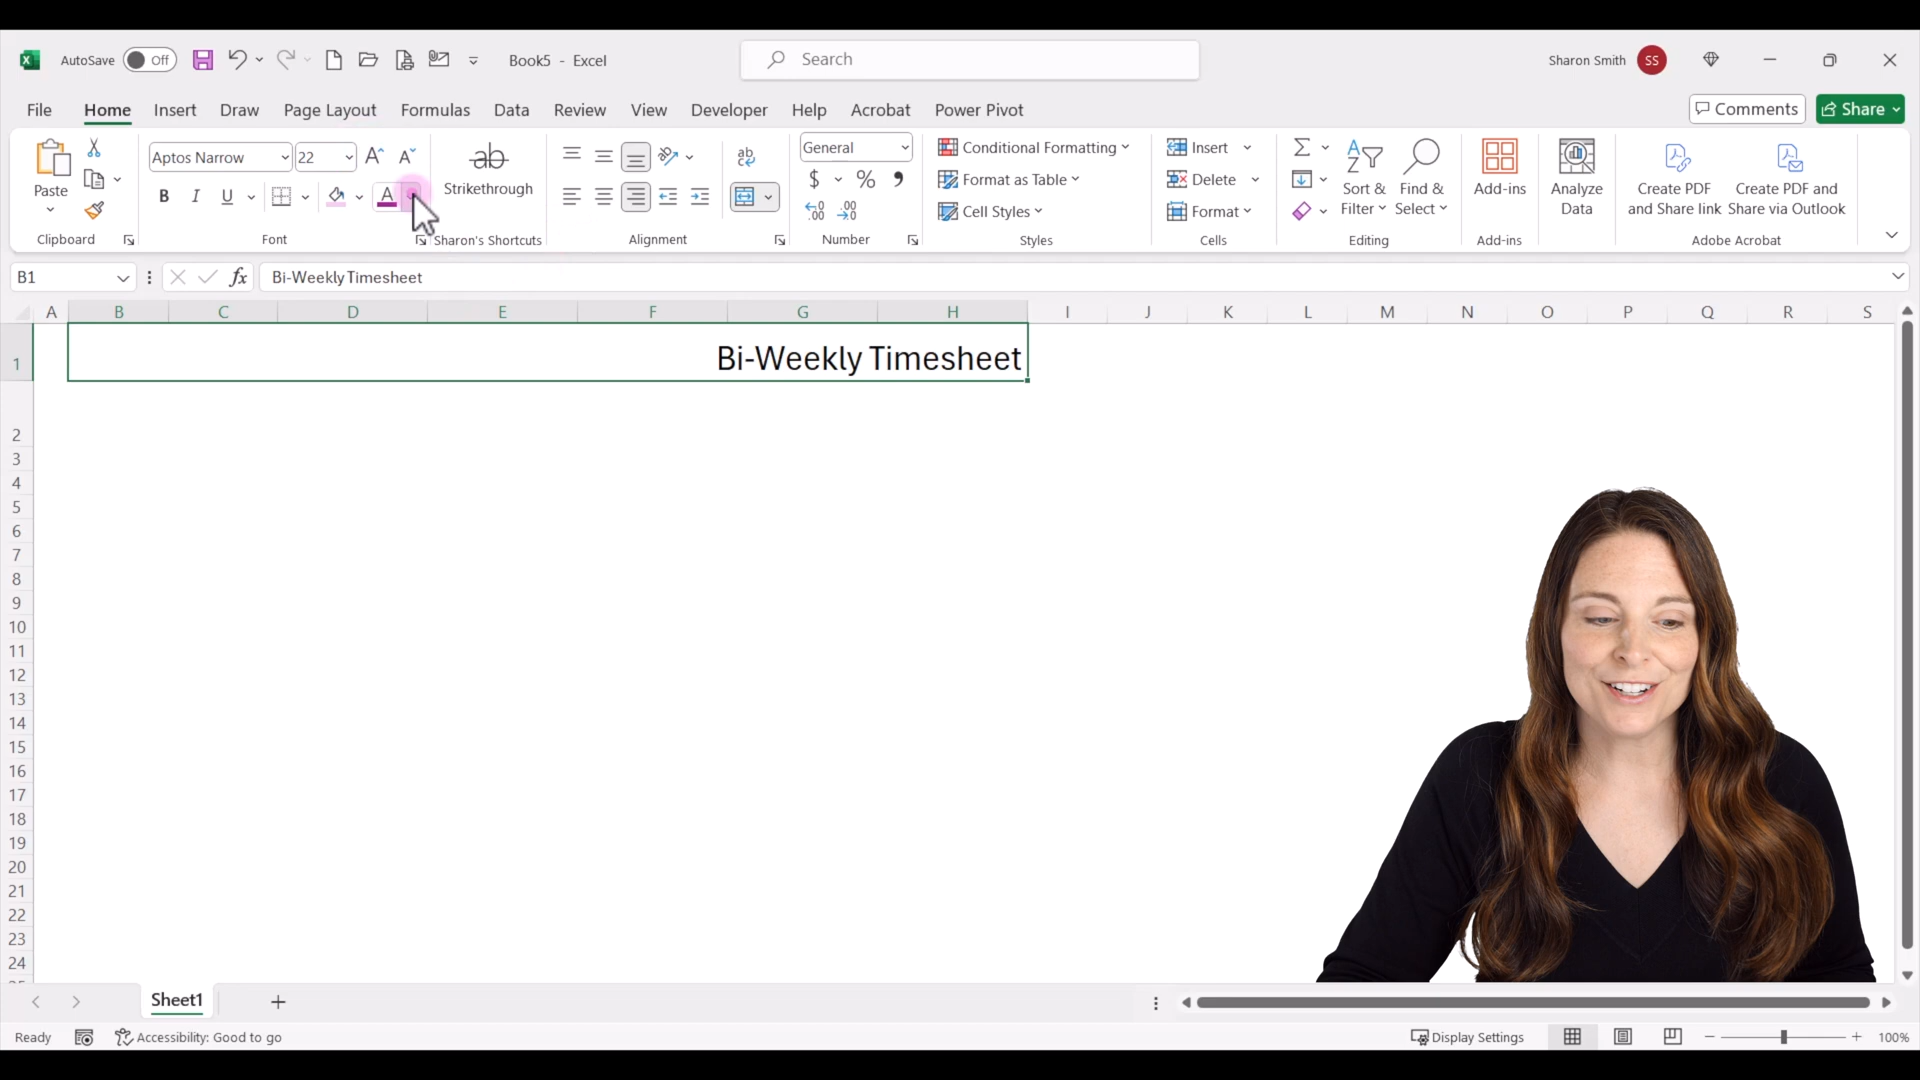 AutoSave Off Book5 - Excel Search Sharon Smith SS
File Home Insert Draw Page Layout Formulas Data Review View Developer Help Acrobat Power Pivot Comments Share
Paste
Clipboard
Aptos Narrow 22
B I U A
Font
ab
Strikethrough
Sharon's Shortcuts
Alignment
General
$ % ,
Number
Conditional Formatting
Format as Table
Cell Styles
Styles
Insert
Delete
Format
Cells
Sort &
Filter
Find &
Select
Editing
Add-ins
Add-ins
Analyze
Data
Create PDF
and Share link
Create PDF and
Share via Outlook
Adobe Acrobat
B1 fx Bi-Weekly Timesheet
A B C D E F G H I J K L M N O P Q R S
1 Bi-Weekly Timesheet
2
3
4
5
6
7
8
9
10
11
12
13
14
15
16
17
18
19
20
21
22
23
24
Sheet1
Ready Accessibility: Good to go Display Settings 100%